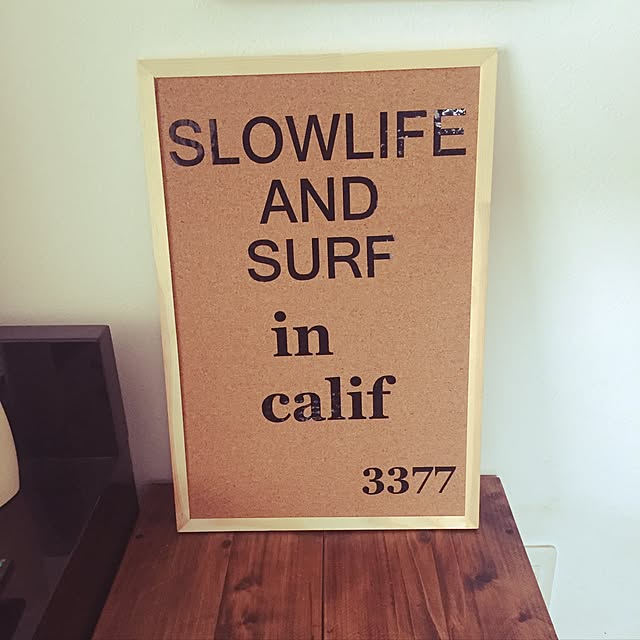 SLOWLIFE
AND
SURF
in
calif
3377